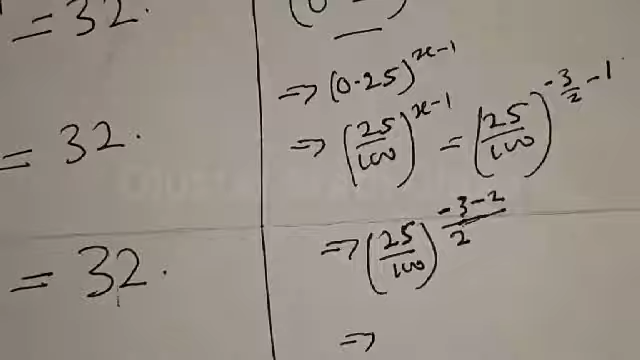 = 32.
= 32.
= 32.
⇒ (0.25)^{x-1}
⇒ (25/100)^{x-1} = (25/100)^{-3/2 - 1}
⇒ (25/100)^{(-3-2)/2}
⇒